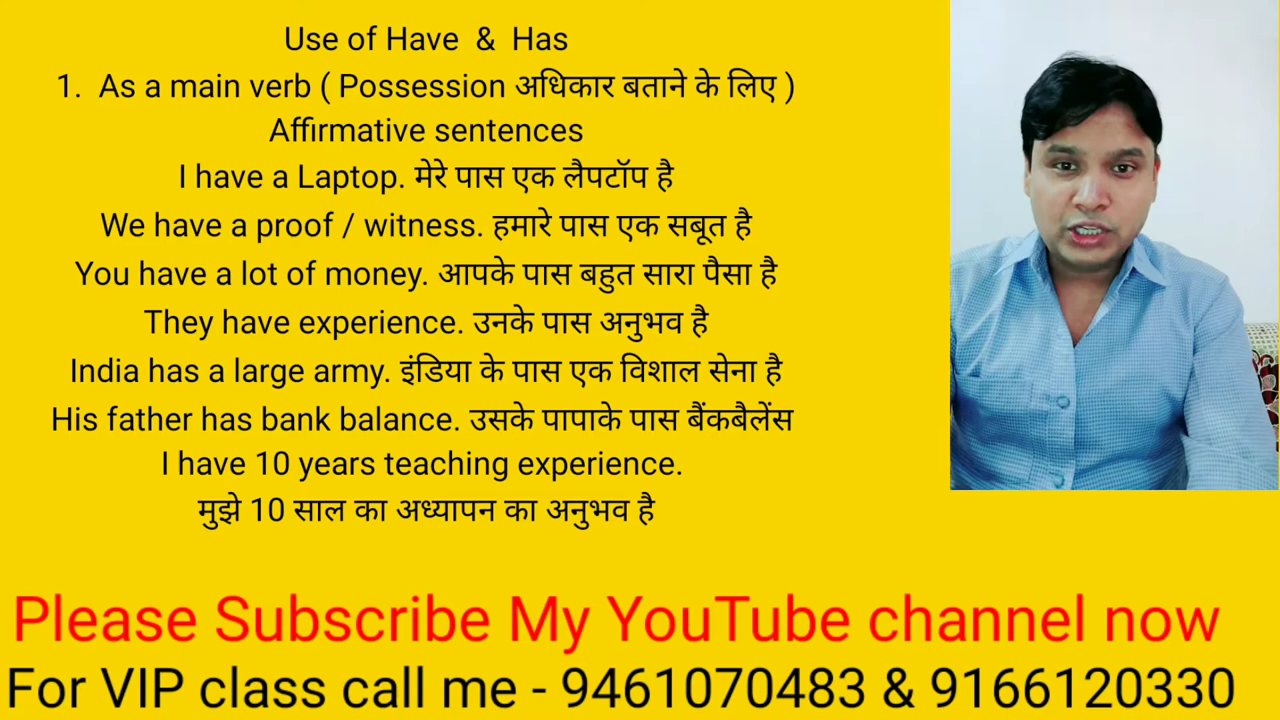 Use of Have & Has
1. As a main verb ( Possession अधिकार बताने के लिए )
Affirmative sentences
I have a Laptop. मेरे पास एक लैपटॉप है
We have a proof / witness. हमारे पास एक सबूत है
You have a lot of money. आपके पास बहुत सारा पैसा है
They have experience. उनके पास अनुभव है
India has a large army. इंडिया के पास एक विशाल सेना है
His father has bank balance. उसके पापाके पास बैंकबैलेंस
I have 10 years teaching experience.
मुझे 10 साल का अध्यापन का अनुभव है
Please Subscribe My YouTube channel now
For VIP class call me - 9461070483 & 9166120330